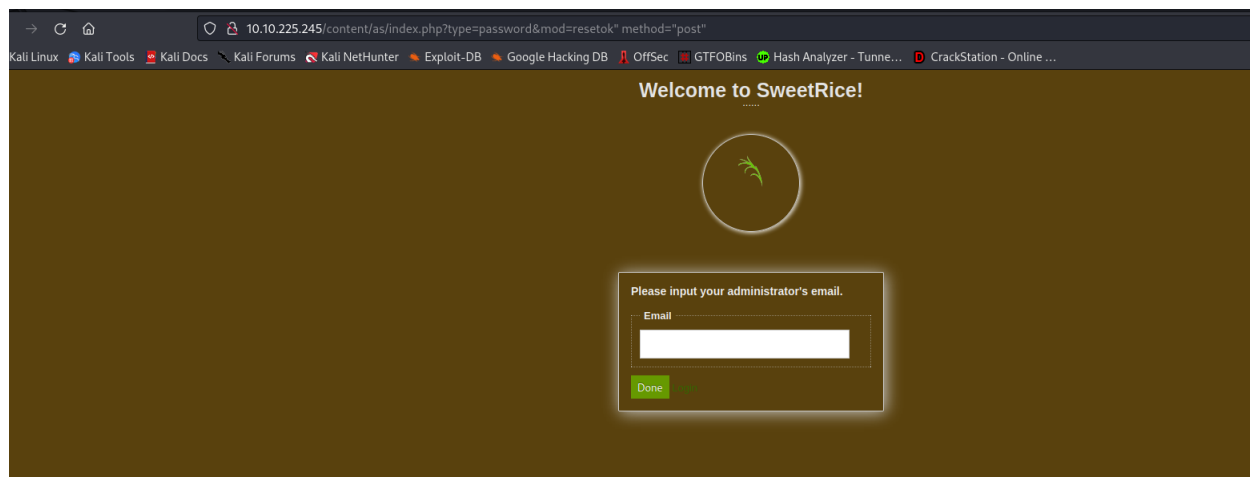 10.10.225.245/content/as/index.php?type=password&mod=resetok" method="post"
Kali Linux Kali Tools Kali Docs Kali Forums Kali NetHunter Exploit-DB Google Hacking DB OffSec GTFOBins Hash Analyzer - Tunne… CrackStation - Online …
Welcome to SweetRice!
······
Please input your administrator's email.
Email
Done Login